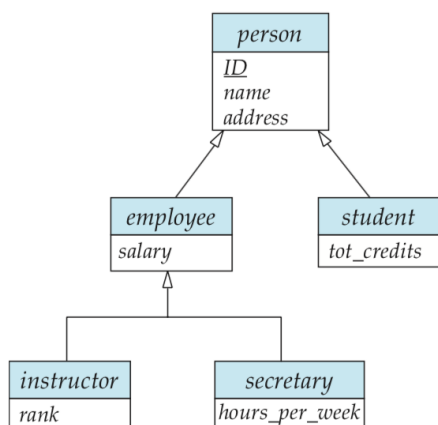 person
ID
name
address
employee
salary
student
tot_credits
instructor
rank
secretary
hours_per_week